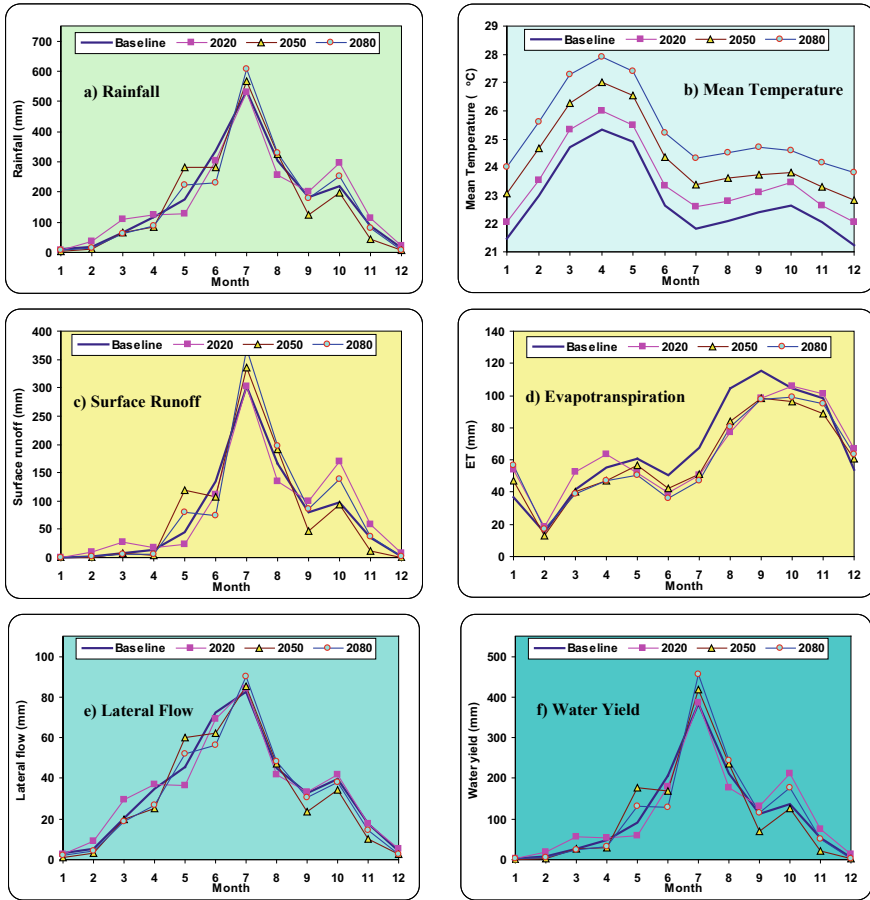 Baseline 2020 2050 2080
a) Rainfall
Rainfall (mm)
750
700
600
500
400
300
200
100
0
1 2 3 4 5 6 7 8 9 10 11 12
Month
Baseline 2020 2050 2080
b) Mean Temperature
Mean Temperature ( °C)
29
28
27
26
25
24
23
22
21
1 2 3 4 5 6 7 8 9 10 11 12
Month
Baseline 2020 2050 2080
c) Surface Runoff
Surface runoff (mm)
400
350
300
250
200
150
100
50
0
1 2 3 4 5 6 7 8 9 10 11 12
Month
Baseline 2020 2050 2080
d) Evapotranspiration
ET (mm)
140
120
100
80
60
40
20
0
1 2 3 4 5 6 7 8 9 10 11 12
Month
Baseline 2020 2050 2080
e) Lateral Flow
Lateral flow (mm)
100
80
60
40
20
0
1 2 3 4 5 6 7 8 9 10 11 12
Month
Baseline 2020 2050 2080
f) Water Yield
Water yield (mm)
500
400
300
200
100
0
1 2 3 4 5 6 7 8 9 10 11 12
Month